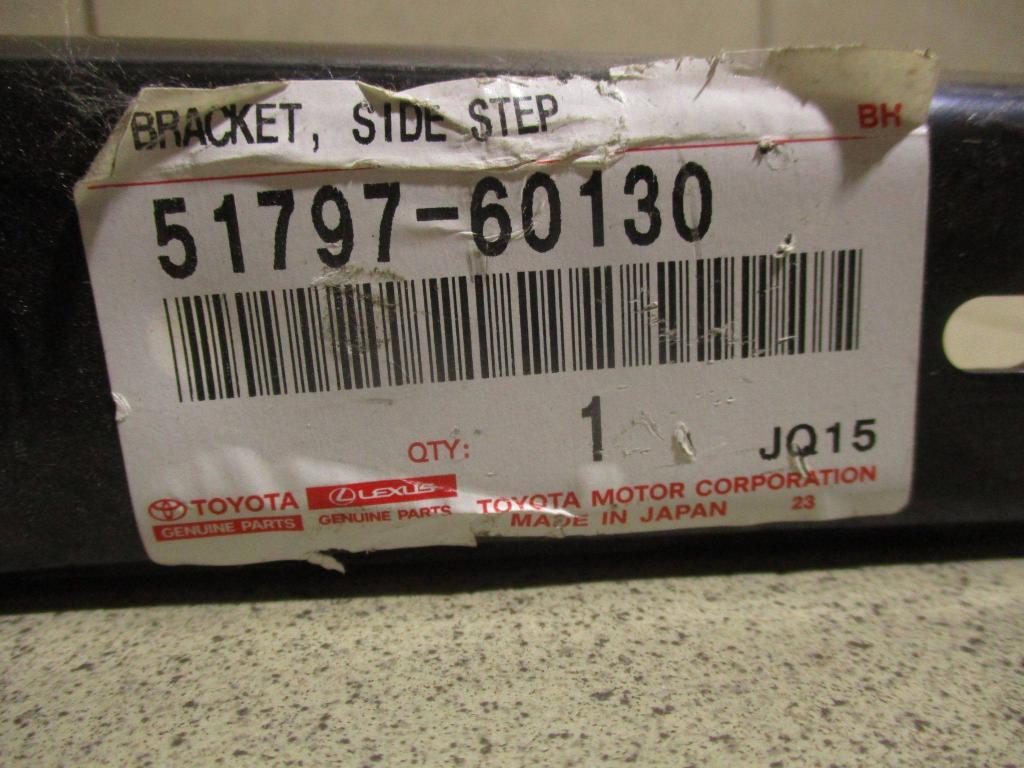 BRACKET, SIDE STEP BH
51797-60130
QTY: 1 JQ15
TOYOTA LEXUS TOYOTA MOTOR CORPORATION
GENUINE PARTS GENUINE PARTS MADE IN JAPAN 23